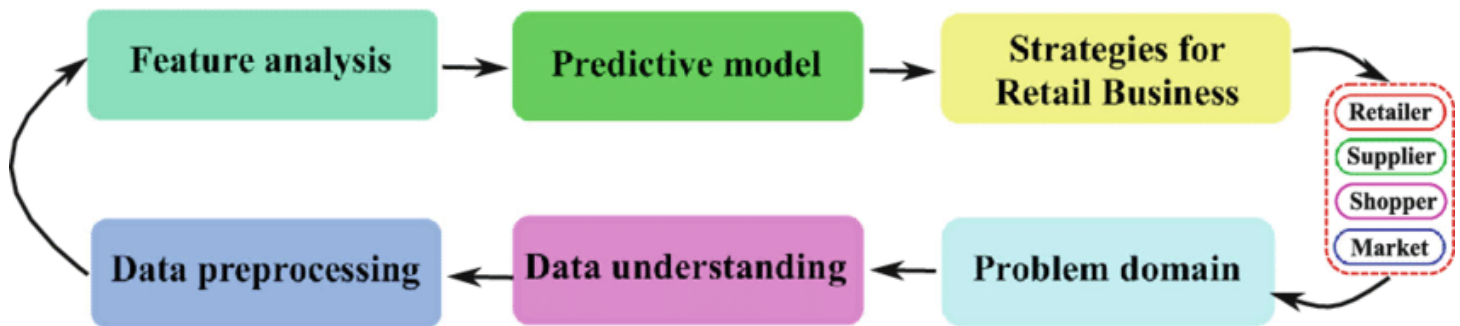 Feature analysis
Predictive model
Strategies for
Retail Business
Retailer
Supplier
Shopper
Market
Data preprocessing
Data understanding
Problem domain